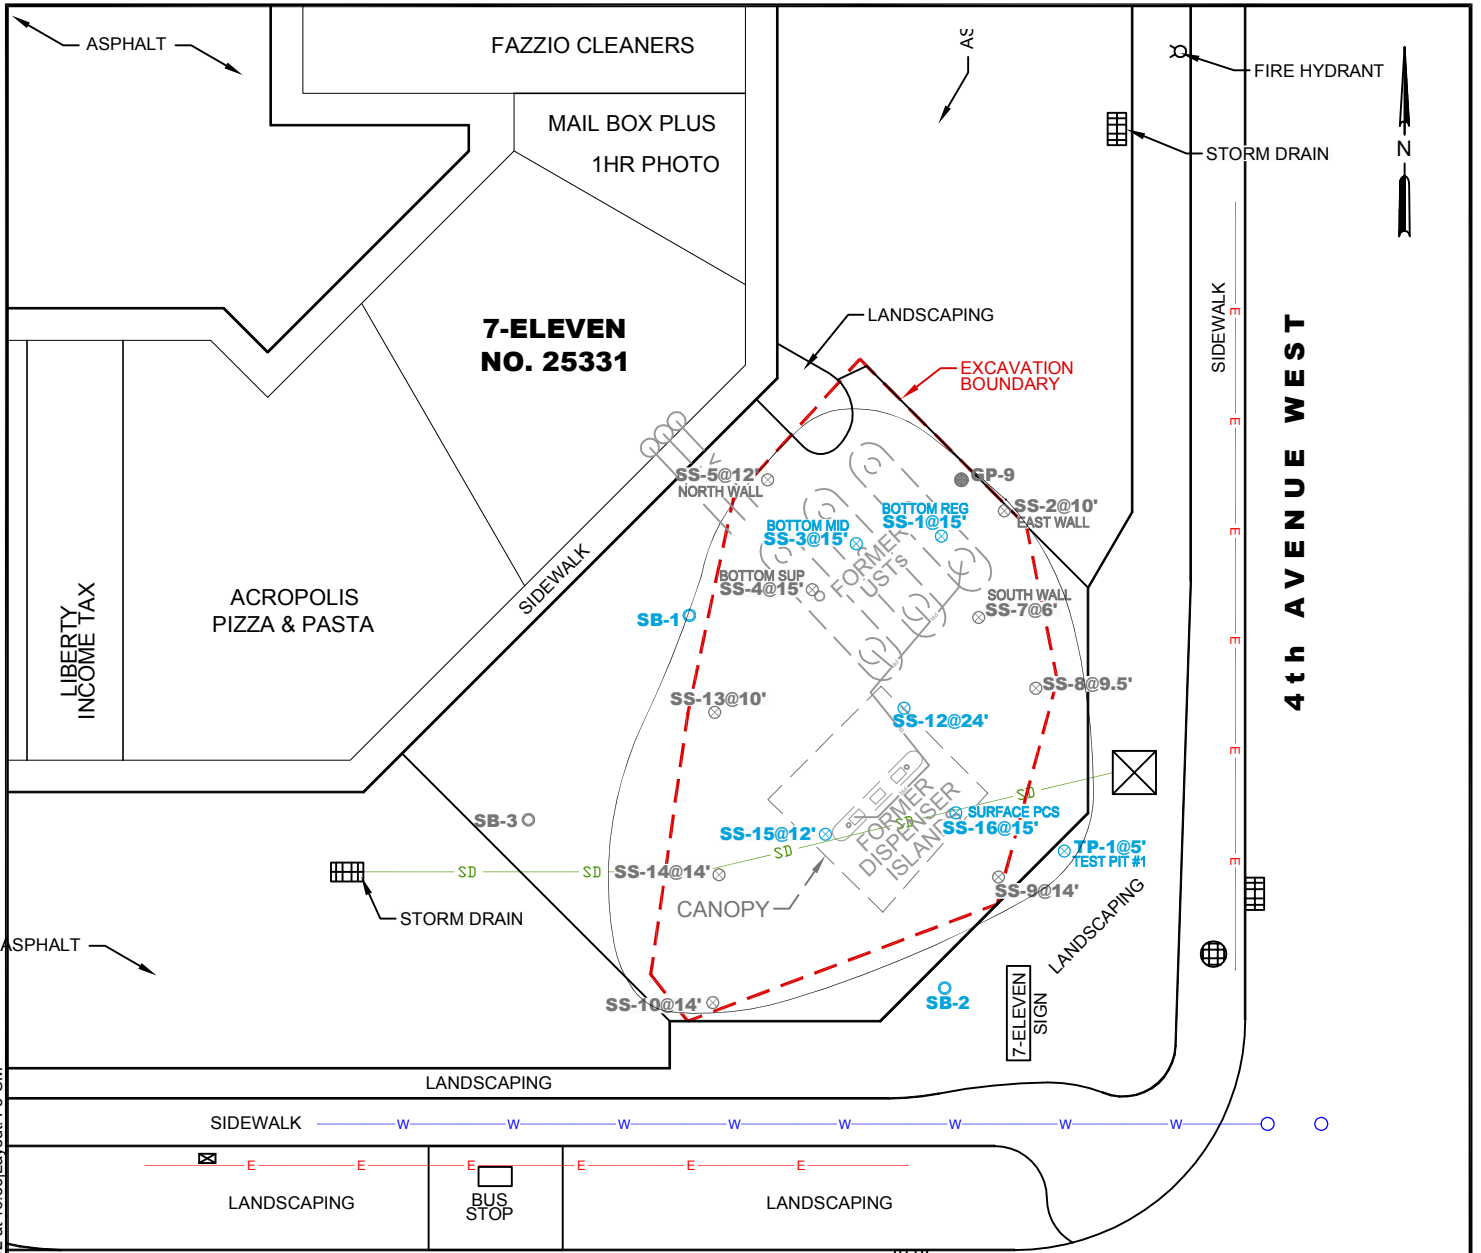 ASPHALT
FAZZIO CLEANERS
AS
FIRE HYDRANT
MAIL BOX PLUS
1HR PHOTO
STORM DRAIN
N
7-ELEVEN
NO. 25331
LANDSCAPING
EXCAVATION
BOUNDARY
SIDEWALK
4th AVENUE WEST
E
E
E
E
E
E
SS-5@12'
NORTH WALL
GP-9
SS-2@10'
EAST WALL
BOTTOM REG
SS-1@15'
BOTTOM MID
SS-3@15'
FORMER
USTs
BOTTOM SUP
SS-4@15'
SOUTH WALL
SS-7@6'
SIDEWALK
SB-1
ACROPOLIS
PIZZA & PASTA
LIBERTY
INCOME TAX
SS-13@10'
SS-8@9.5'
SS-12@24'
SB-3
SS-15@12'
FORMER
DISPENSER
ISLAND
SURFACE PCS
SS-16@15'
SD
SD
SD
SD
SD
TP-1@5'
TEST PIT #1
SS-14@14'
SS-9@14'
CANOPY
STORM DRAIN
LANDSCAPING
ASPHALT
SS-10@14'
SB-2
7-ELEVEN
SIGN
LANDSCAPING
SIDEWALK
W W W W W W W W
E E E E E E
LANDSCAPING
BUS
STOP
LANDSCAPING